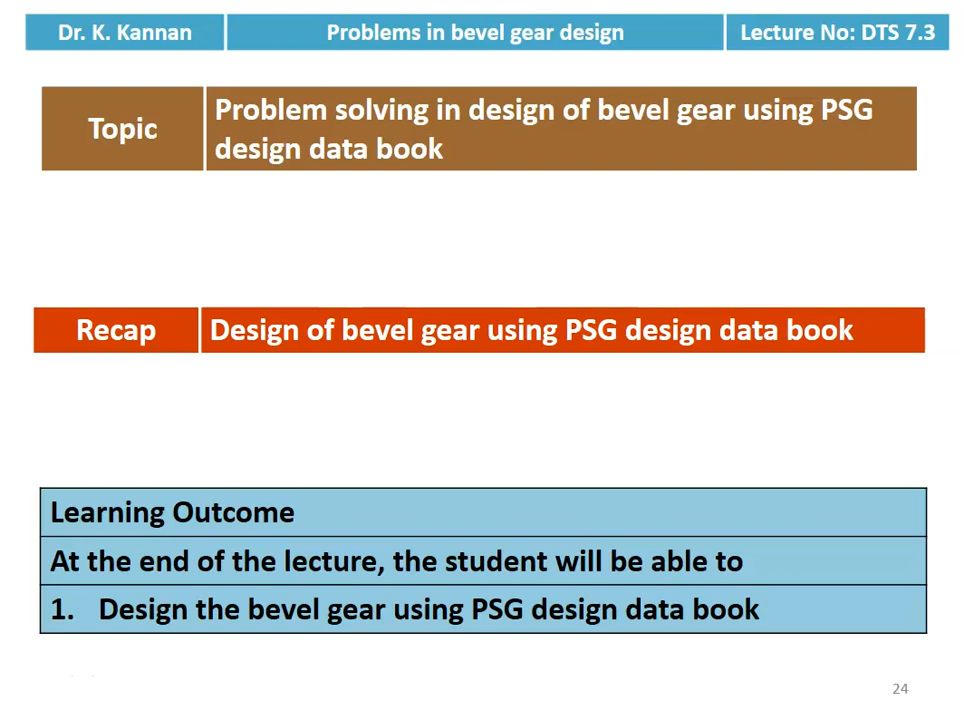 Dr. K. Kannan
Problems in bevel gear design
Lecture No: DTS 7.3
Topic
Problem solving in design of bevel gear using PSG
design data book
Recap
Design of bevel gear using PSG design data book
Learning Outcome
At the end of the lecture, the student will be able to
1. Design the bevel gear using PSG design data book
24